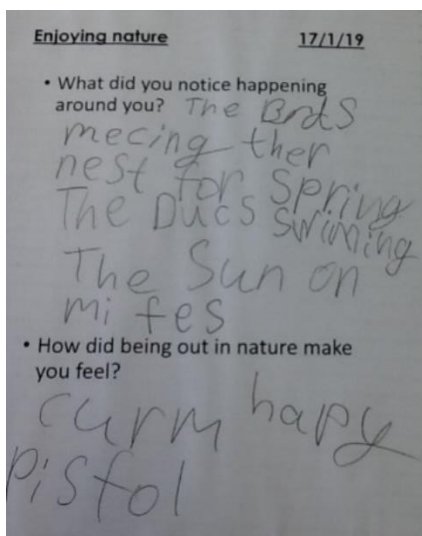 Enjoying nature 17/1/19
• What did you notice happening
around you? The Brds
mecing ther
nest for Spring
The Ducs swiming
The Sun on
mi fes
• How did being out in nature make
you feel?
curm hapy
pisfol